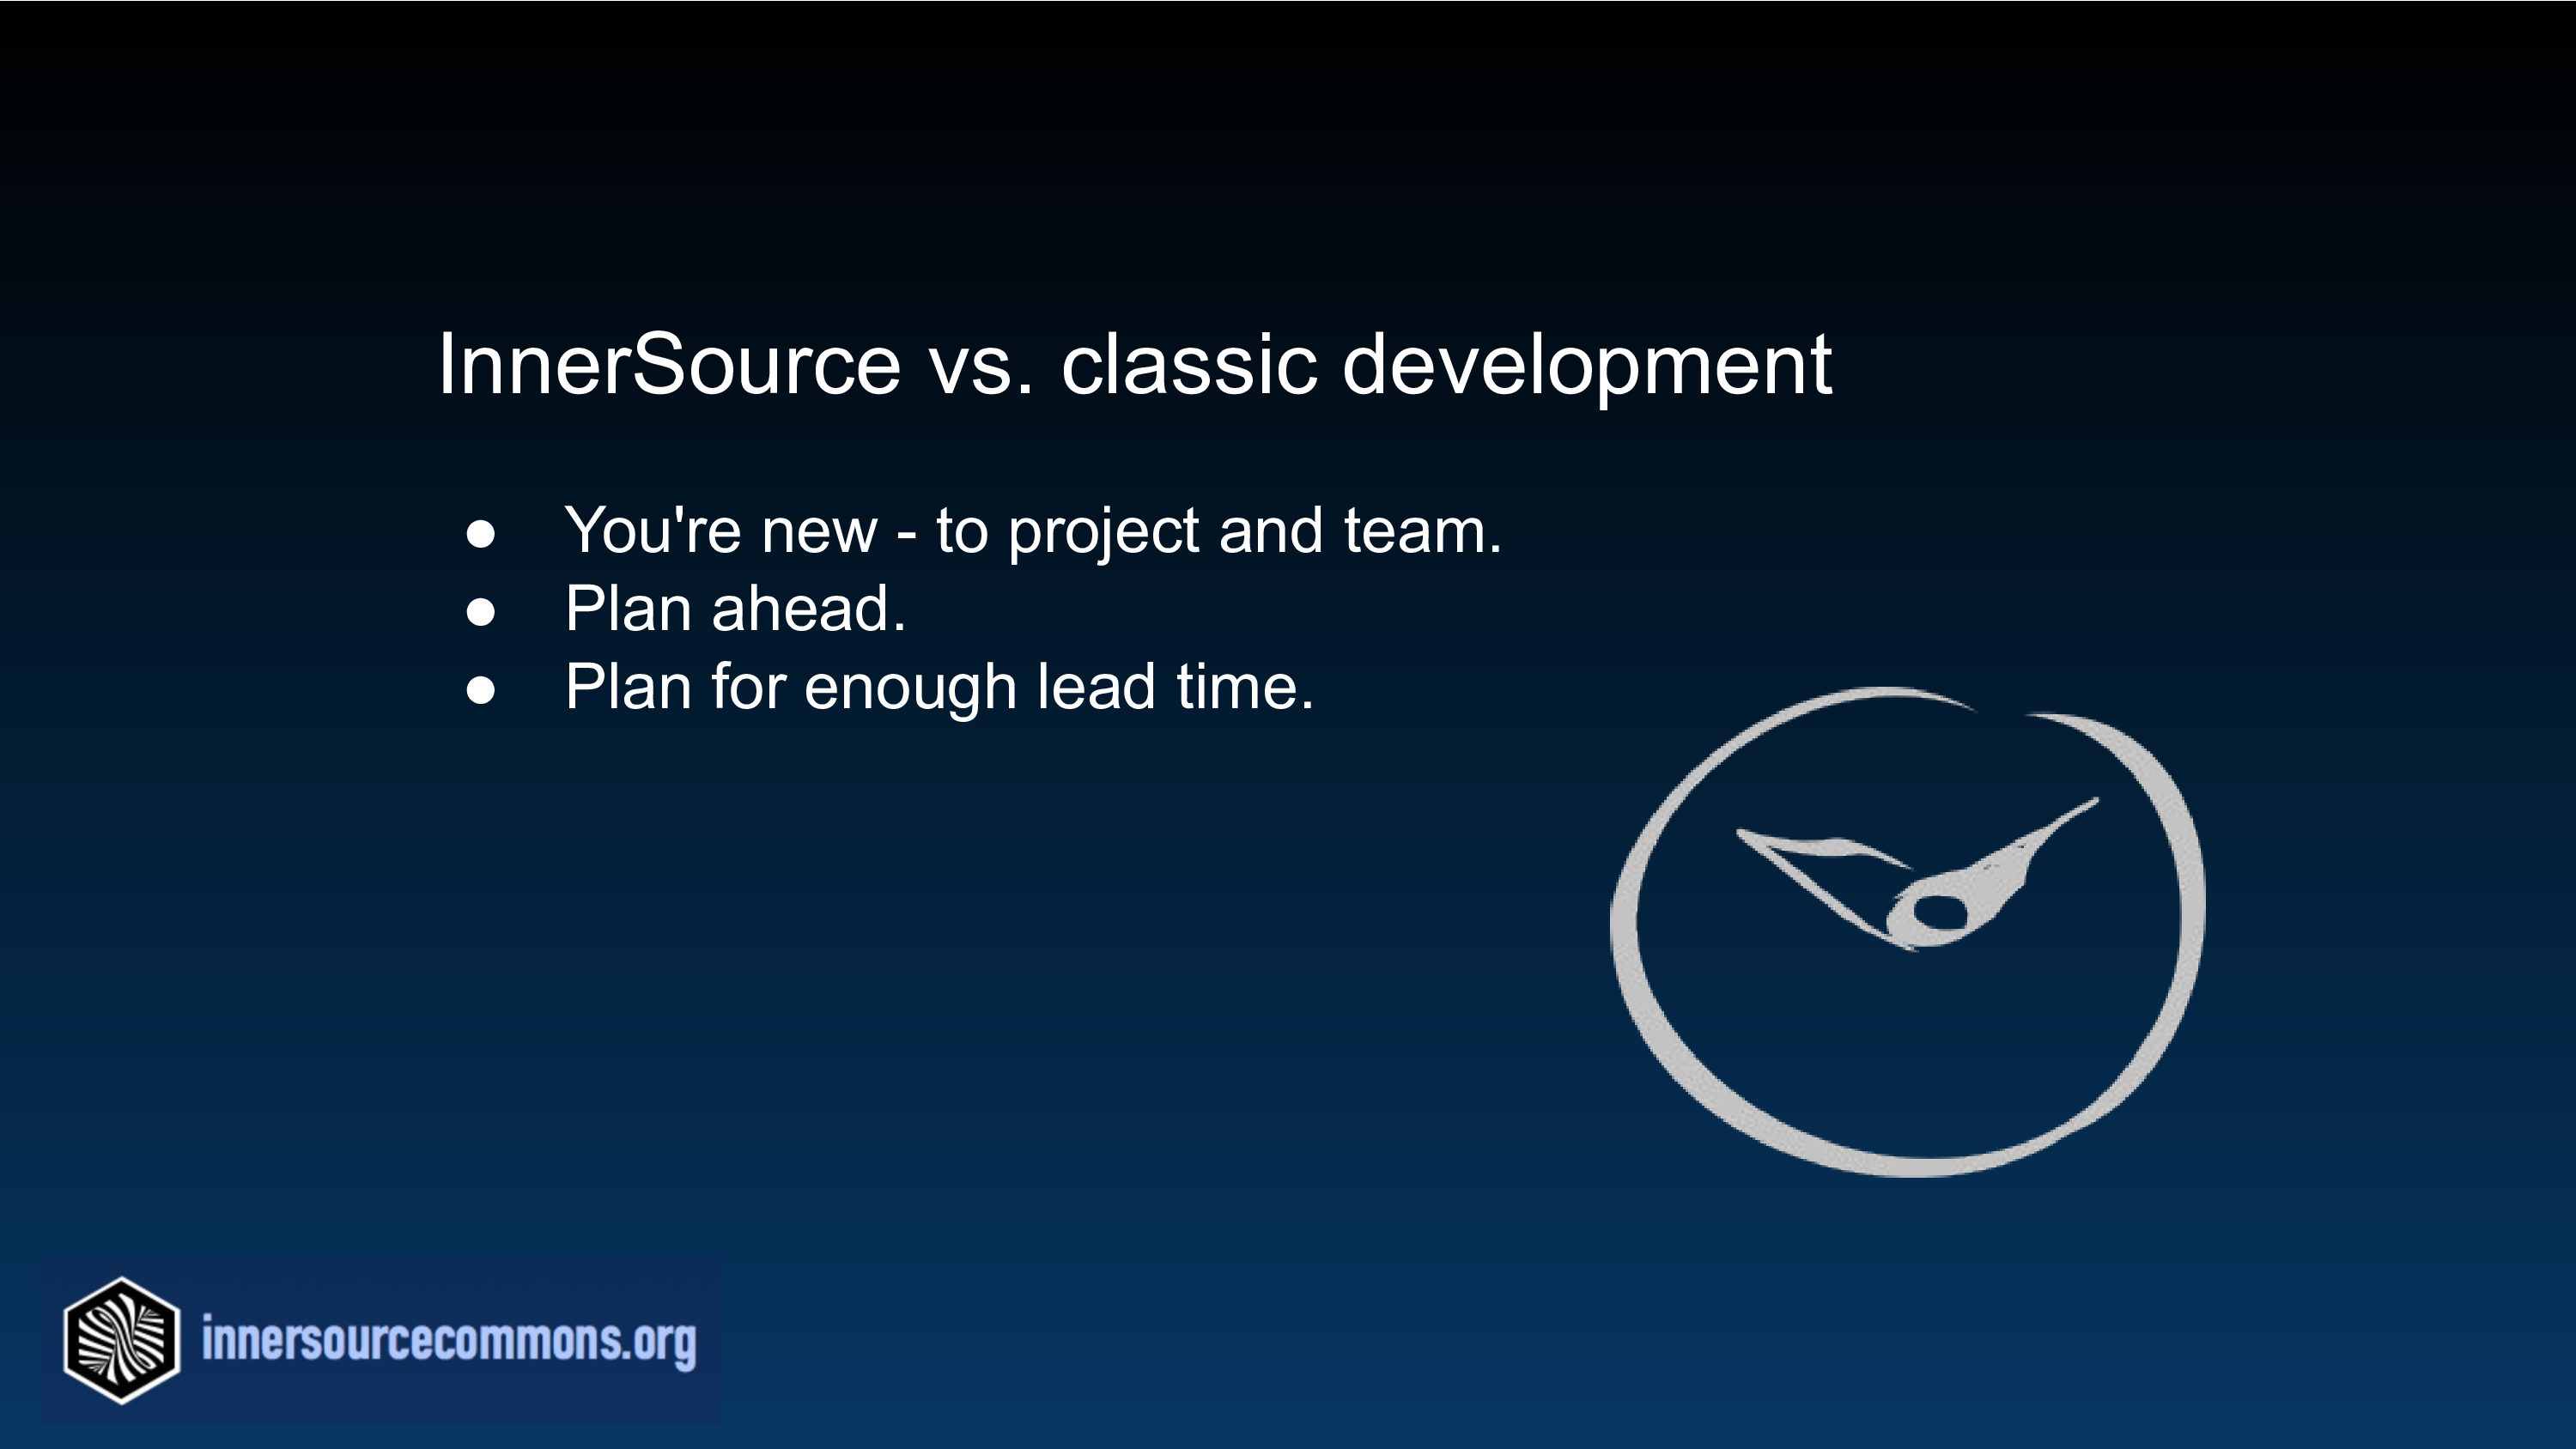 InnerSource vs. classic development
● You're new - to project and team.
● Plan ahead.
● Plan for enough lead time.
innersourcecommons.org